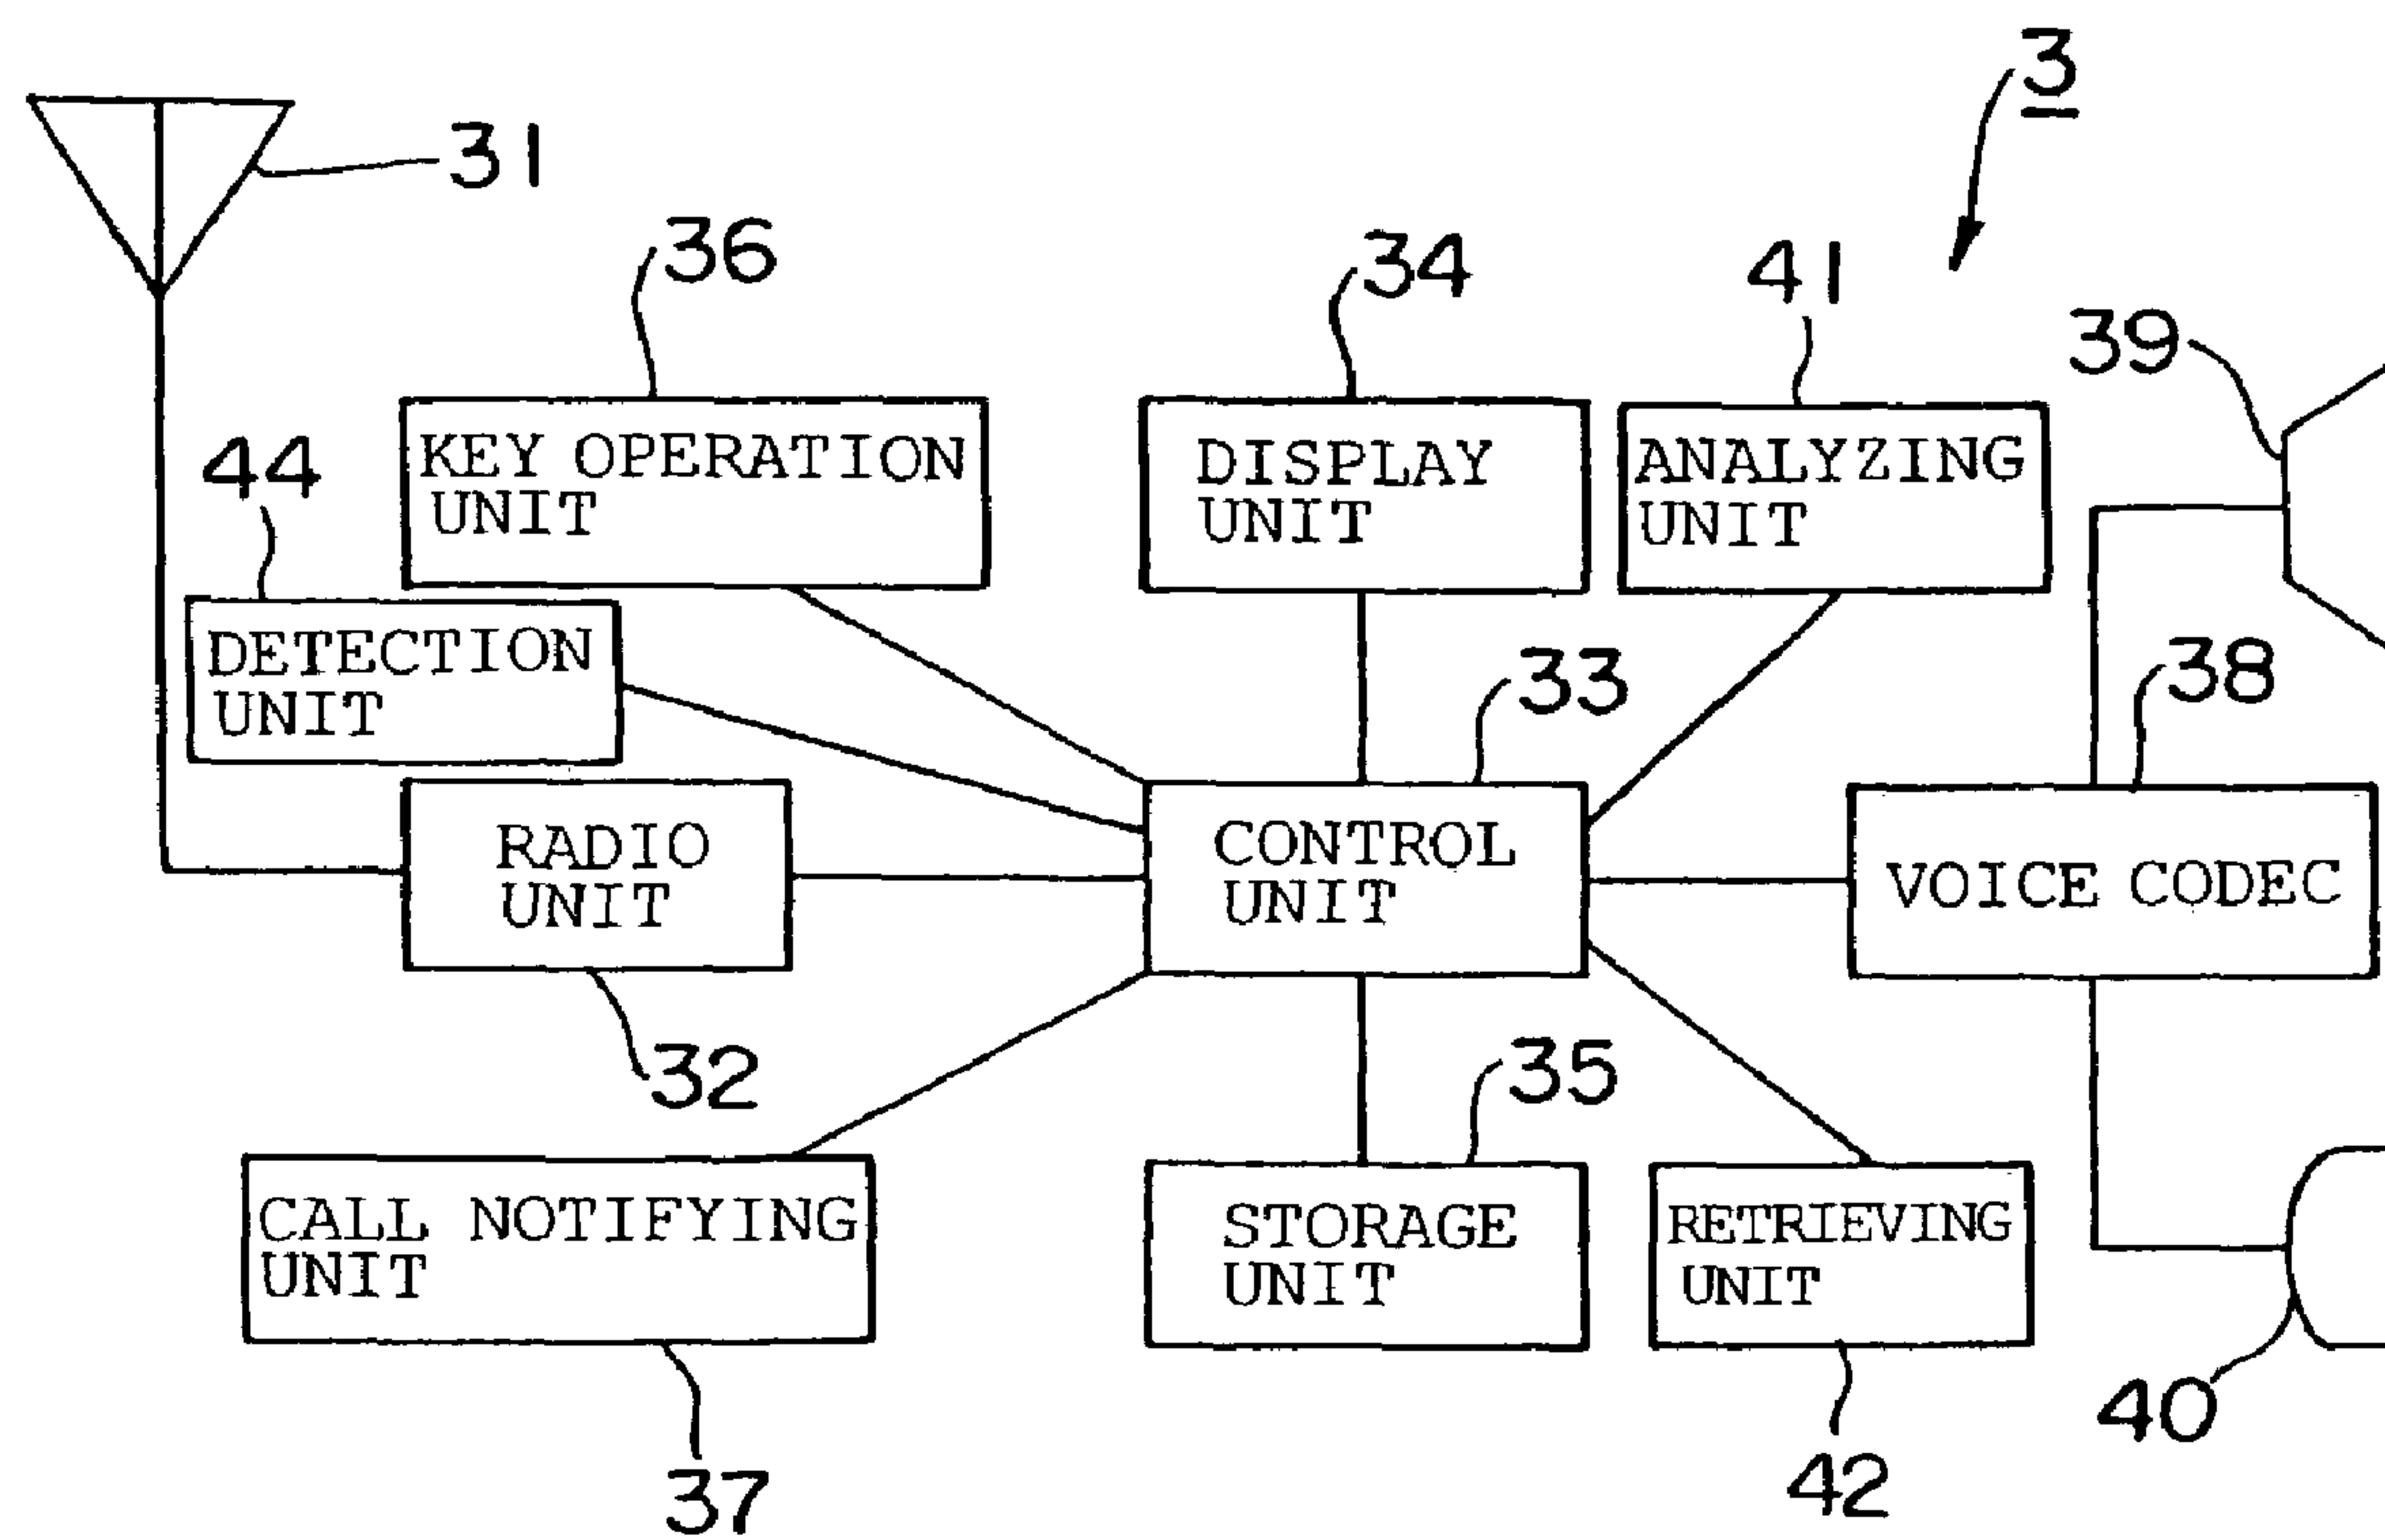 3
31
36
34
41
39
KEY OPERATION
UNIT
DISPLAY
UNIT
ANALYZING
UNIT
44
DETECTION
UNIT
33
38
RADIO
UNIT
CONTROL
UNIT
VOICE CODEC
32
35
CALL NOTIFYING
UNIT
STORAGE
UNIT
RETRIEVING
UNIT
40
37
42